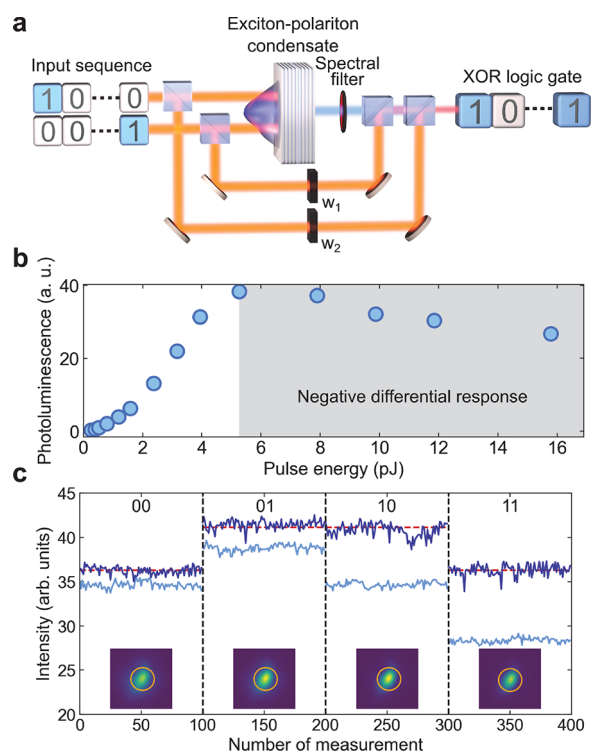 a
Exciton-polariton
condensate
Input sequence
Spectral
filter
XOR logic gate
1 0 0
0 0 1
1 0 1
w1
w2
b
Photoluminescence (a. u.)
40
20
0
Negative differential response
0 2 4 6 8 10 12 14 16
Pulse energy (pJ)
c
Intensity (arb. units)
45
40
35
30
25
20
00 01 10 11
0 50 100 150 200 250 300 350 400
Number of measurement